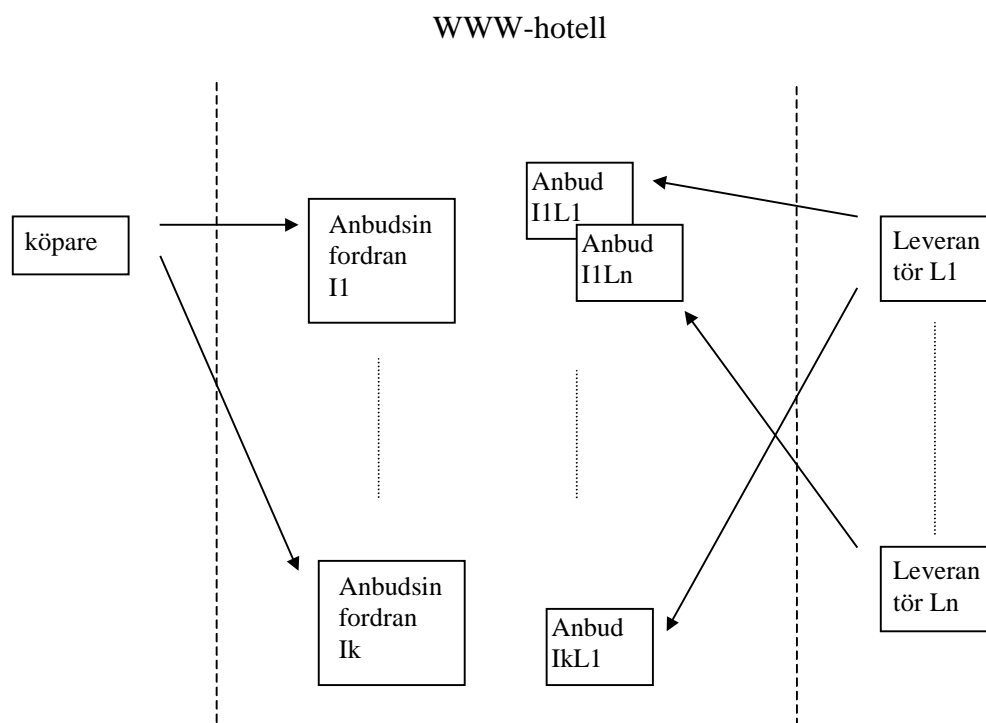 WWW-hotell
köpare
Anbudsin
fordran
I1
Anbud
I1L1
Anbud
I1Ln
Leveran
tör L1
Anbudsin
fordran
Ik
Anbud
IkL1
Leveran
tör Ln